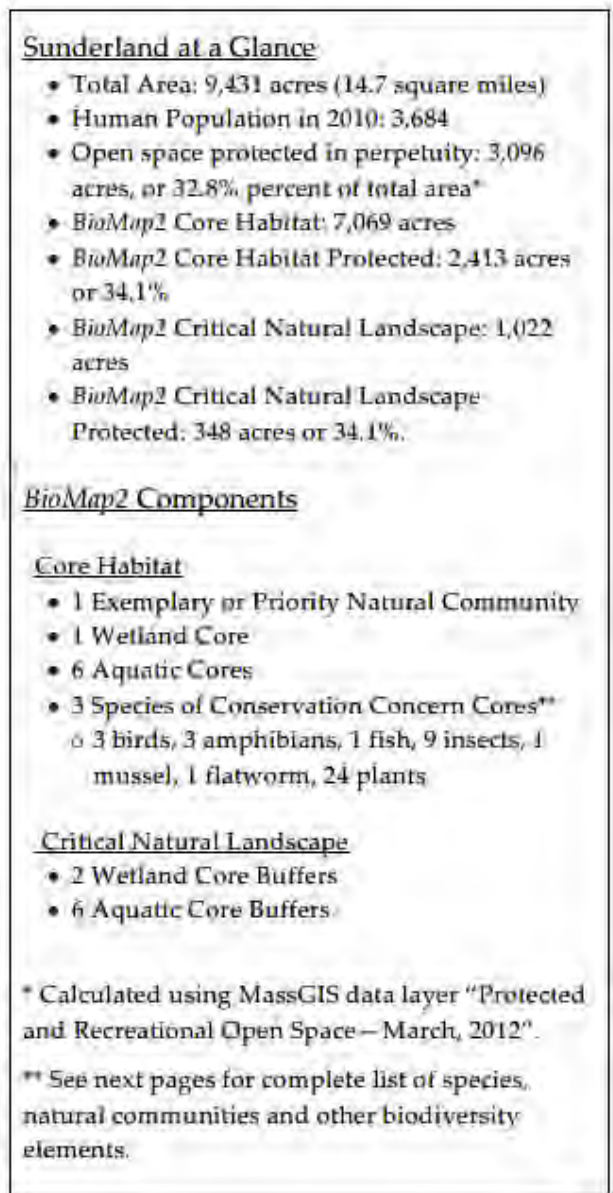 Sunderland at a Glance
• Total Area: 9,431 acres (14.7 square miles)
• Human Population in 2010: 3,684
• Open space protected in perpetuity: 3,096
acres, or 32.8% percent of total area*
• BioMap2 Core Habitat: 7,069 acres
• BioMap2 Core Habitat Protected: 2,413 acres
or 34.1%
• BioMap2 Critical Natural Landscape: 1,022
acres
• BioMap2 Critical Natural Landscape
Protected: 348 acres or 34.1%.
BioMap2 Components
Core Habitat
• 1 Exemplary or Priority Natural Community
• 1 Wetland Core
• 6 Aquatic Cores
• 3 Species of Conservation Concern Cores**
o 3 birds, 3 amphibians, 1 fish, 9 insects, 1
mussel, 1 flatworm, 24 plants
Critical Natural Landscape
• 2 Wetland Core Buffers
• 6 Aquatic Core Buffers
* Calculated using MassGIS data layer “Protected
and Recreational Open Space—March, 2012”.
** See next pages for complete list of species,
natural communities and other biodiversity
elements.